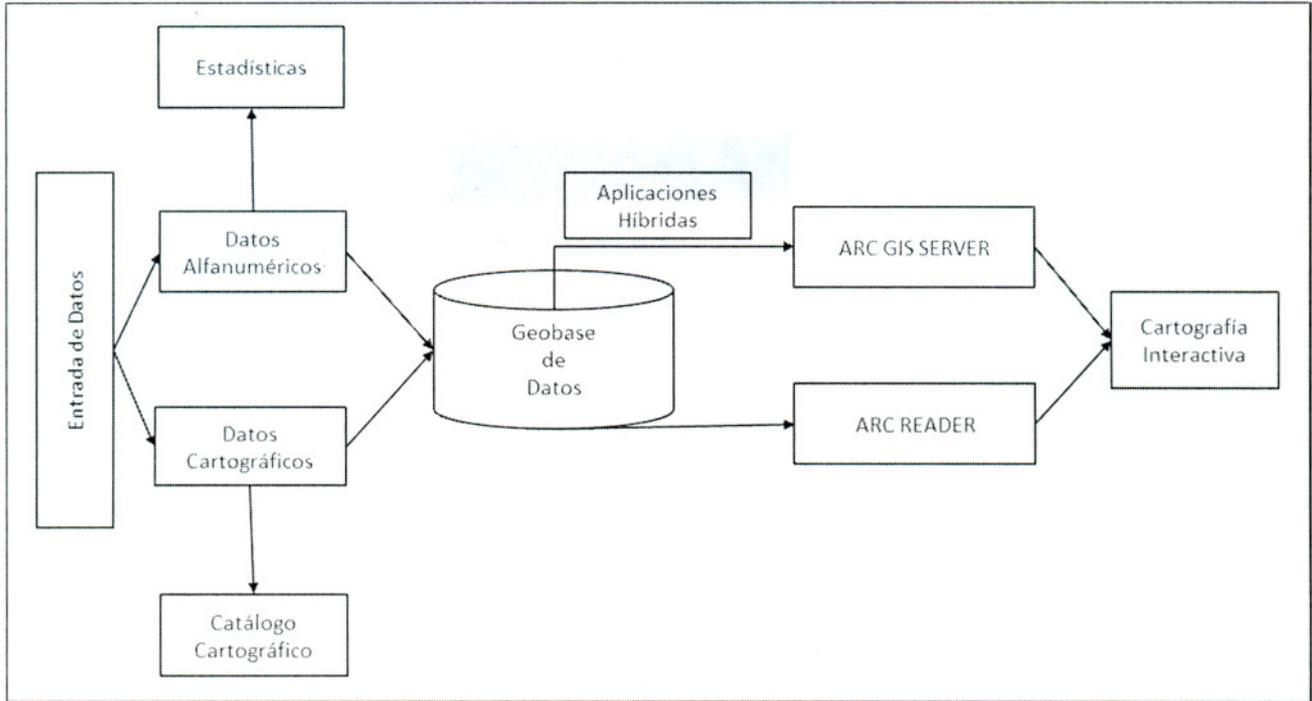 Estadísticas
Entrada de Datos
Datos
Alfanuméricos
Datos
Cartográficos
Catálogo
Cartográfico
Geobase
de
Datos
Aplicaciones
Híbridas
ARC GIS SERVER
ARC READER
Cartografía
Interactiva